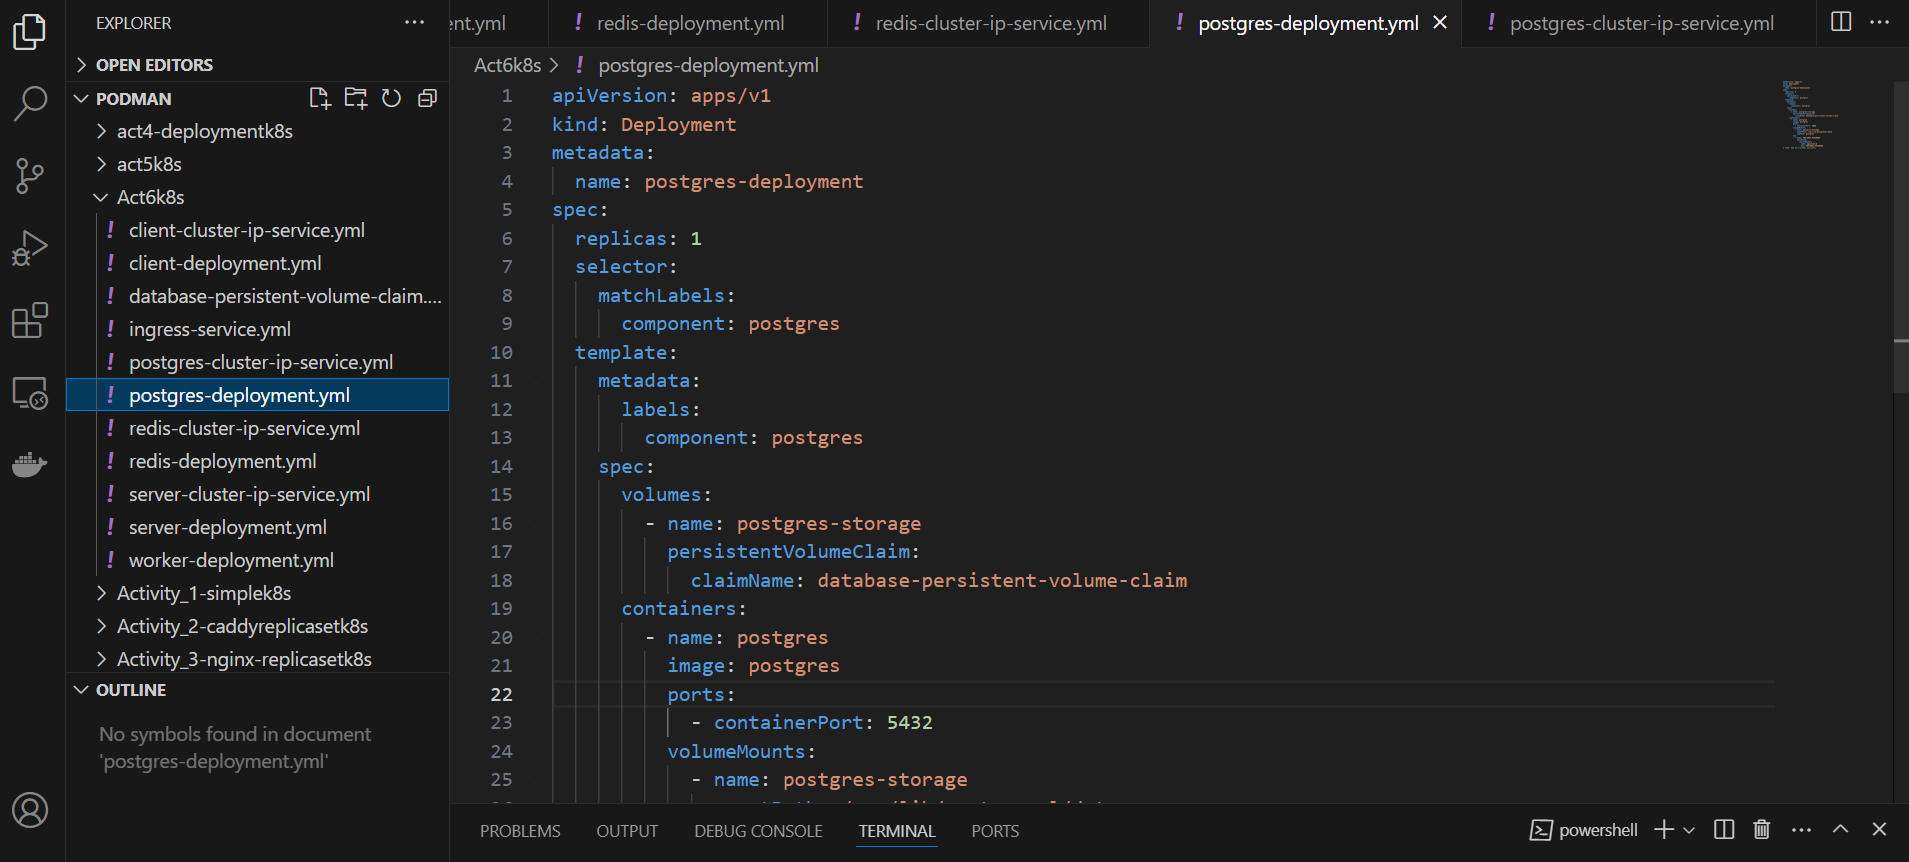 EXPLORER
OPEN EDITORS
PODMAN
act4-deploymentk8s
act5k8s
Act6k8s
! client-cluster-ip-service.yml
! client-deployment.yml
! database-persistent-volume-claim....
! ingress-service.yml
! postgres-cluster-ip-service.yml
! postgres-deployment.yml
! redis-cluster-ip-service.yml
! redis-deployment.yml
! server-cluster-ip-service.yml
! server-deployment.yml
! worker-deployment.yml
Activity_1-simplek8s
Activity_2-caddyreplicasetk8s
Activity_3-nginx-replicasetk8s
OUTLINE
No symbols found in document
'postgres-deployment.yml'
ent.yml ! redis-deployment.yml ! redis-cluster-ip-service.yml ! postgres-deployment.yml ! postgres-cluster-ip-service.yml
Act6k8s > ! postgres-deployment.yml
1 apiVersion: apps/v1
2 kind: Deployment
3 metadata:
4 name: postgres-deployment
5 spec:
6 replicas: 1
7 selector:
8 matchLabels:
9 component: postgres
10 template:
11 metadata:
12 labels:
13 component: postgres
14 spec:
15 volumes:
16 - name: postgres-storage
17 persistentVolumeClaim:
18 claimName: database-persistent-volume-claim
19 containers:
20 - name: postgres
21 image: postgres
22 ports:
23 - containerPort: 5432
24 volumeMounts:
25 - name: postgres-storage
PROBLEMS OUTPUT DEBUG CONSOLE TERMINAL PORTS powershell